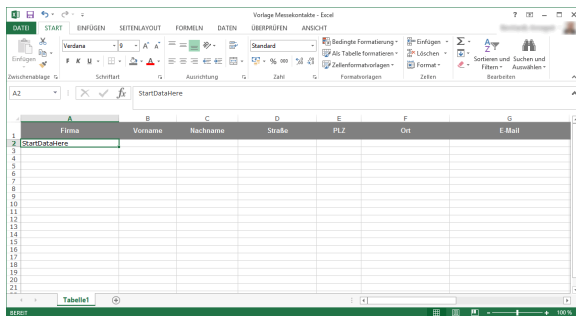 Vorlage Messekontakte - Excel
DATEI START EINFÜGEN SEITENLAYOUT FORMELN DATEN ÜBERPRÜFEN ANSICHT
Einfügen
Verdana 9 A A
F K U A
Standard
% 000
Bedingte Formatierung
Als Tabelle formatieren
Zellenformatvorlagen
Einfügen
Löschen
Format
Sortieren und Filtern
Suchen und Auswählen
Zwischenablage Schriftart Ausrichtung Zahl Formatvorlagen Zellen Bearbeiten
A2 fx StartDataHere
A B C D E F G
1 Firma Vorname Nachname Straße PLZ Ort E-Mail
2 StartDataHere
3
4
5
6
7
8
9
10
11
12
13
14
15
16
17
18
19
20
21
Tabelle1
BEREIT 100 %